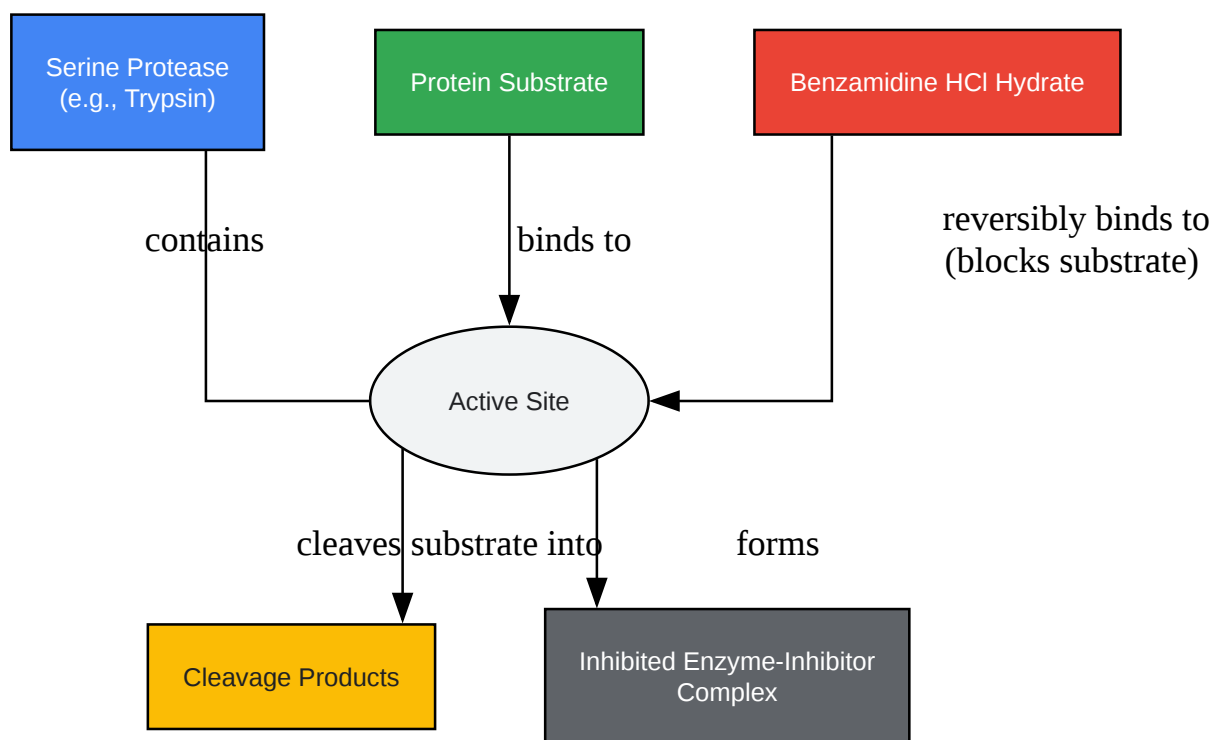 Serine Protease
(e.g., Trypsin)
Protein Substrate
Benzamidine HCl Hydrate
contains
binds to
reversibly binds to
(blocks substrate)
Active Site
cleaves substrate into
forms
Cleavage Products
Inhibited Enzyme-Inhibitor
Complex